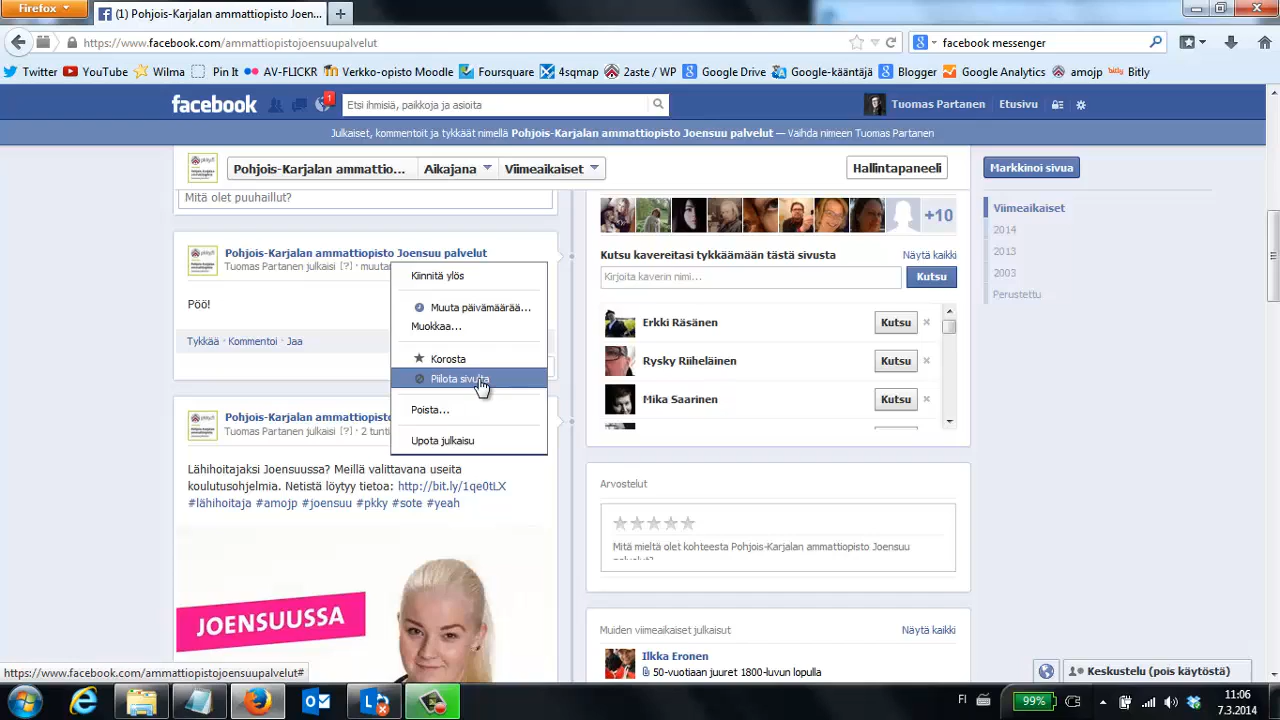 Firefox
(1) Pohjois-Karjalan ammattiopisto Joen...
https://www.facebook.com/ammattiopistojoensuupalvelut
facebook messenger
Twitter YouTube Wilma Pin It AV-FLICKR Verkko-opisto Moodle Foursquare 4sqmap 2aste / WP Google Drive Google-kääntäjä Blogger Google Analytics amojp Bitly
facebook
1
Etsi ihmisiä, paikkoja ja asioita
Tuomas Partanen Etusivu
Julkaiset, kommentoit ja tykkäät nimellä Pohjois-Karjalan ammattiopisto Joensuu palvelut — Vaihda nimeen Tuomas Partanen
Pohjois-Karjalan ammattio... Aikajana Viimeaikaiset
Hallintapaneeli
Markkinoi sivua
Mitä olet puuhaillut?
Pohjois-Karjalan ammattiopisto Joensuu palvelut
Tuomas Partanen julkaisi [?] · muutar
Pöö!
Tykkää · Kommentoi · Jaa
Kiinnitä ylös
Muuta päivämäärää...
Muokkaa...
Korosta
Piilota sivulta
Poista...
Upota julkaisu
Pohjois-Karjalan ammattiopisto
Tuomas Partanen julkaisi [?] · 2 tunti
Lähihoitajaksi Joensuussa? Meillä valittavana useita
koulutusohjelmia. Netistä löytyy tietoa: http://bit.ly/1qe0tLX
#lähihoitaja #amojp #joensuu #pkky #sote #yeah
JOENSUUSSA
+10
Kutsu kavereitasi tykkäämään tästä sivusta
Näytä kaikki
Kirjoita kaverin nimi...
Kutsu
Erkki Räsänen
Kutsu
Rysky Riiheläinen
Kutsu
Mika Saarinen
Kutsu
Arvostelut
Mitä mieltä olet kohteesta Pohjois-Karjalan ammattiopisto Joensuu
palvelut?
Muiden viimeaikaiset julkaisut
Näytä kaikki
Ilkka Eronen
50-vuotiaan juuret 1800-luvun lopulla
Viimeaikaiset
2014
2013
2003
Perustettu
Keskustelu (pois käytöstä)
https://www.facebook.com/ammattiopistojoensuupalvelut#
FI
99%
11:06
7.3.2014